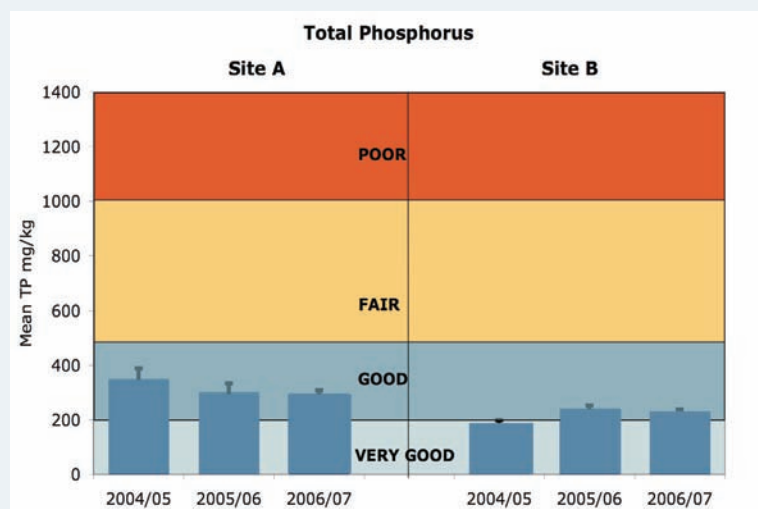 Total Phosphorus
Site A Site B
1400
1200
1000
800
600
400
200
0
Mean TP mg/kg
POOR
FAIR
GOOD
VERY GOOD
2004/05 2005/06 2006/07 2004/05 2005/06 2006/07